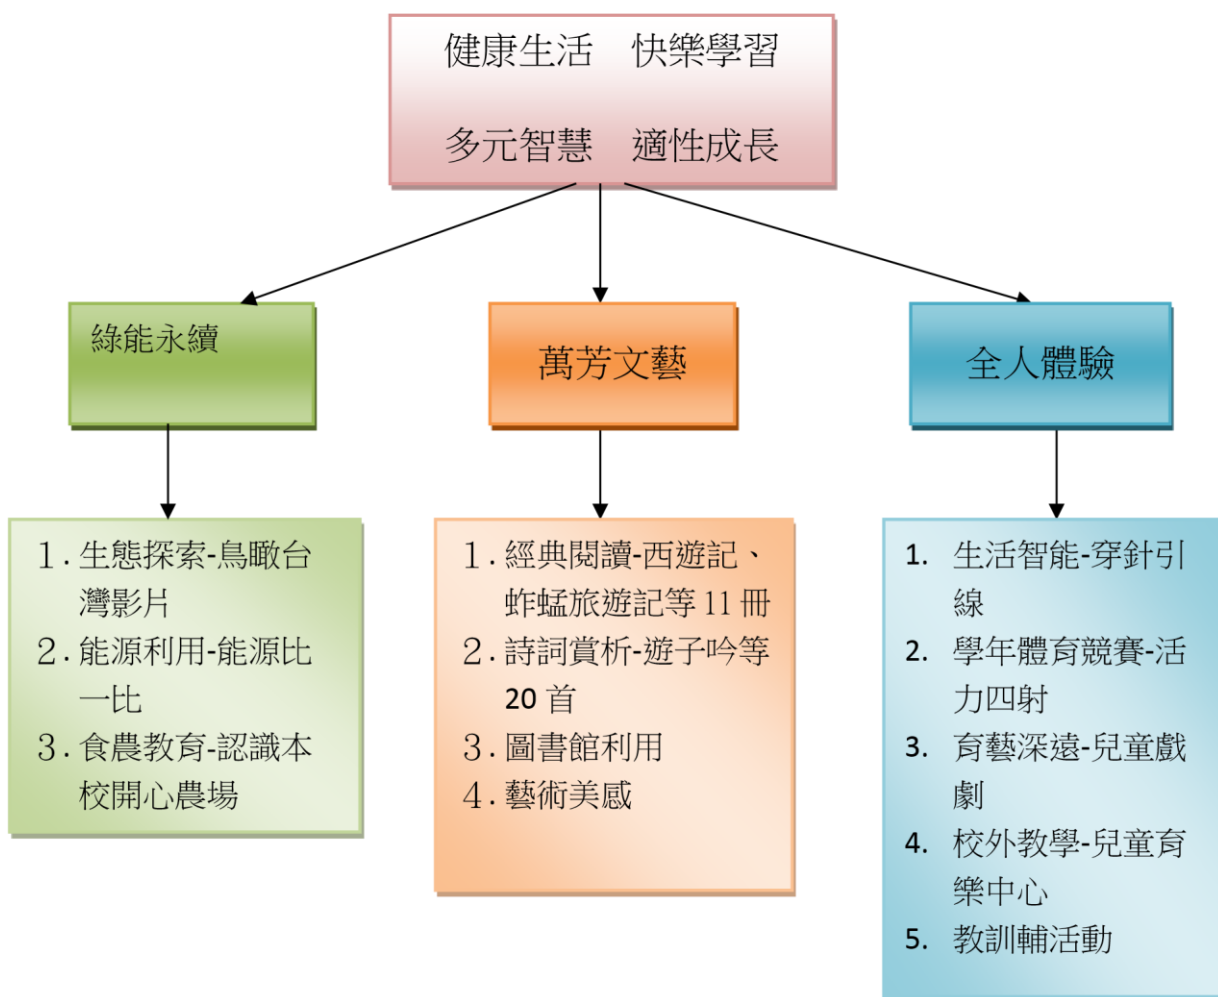 健康生活 快樂學習
多元智慧 適性成長
綠能永續
萬芳文藝
全人體驗
1. 生態探索-鳥瞰台
灣影片
2. 能源利用-能源比
一比
3. 食農教育-認識本
校開心農場
1. 經典閱讀-西遊記、
蚱蜢旅遊記等 11 冊
2. 詩詞賞析-遊子吟等
20 首
3. 圖書館利用
4. 藝術美感
1. 生活智能-穿針引
線
2. 學年體育競賽-活
力四射
3. 育藝深遠-兒童戲
劇
4. 校外教學-兒童育
樂中心
5. 教訓輔活動